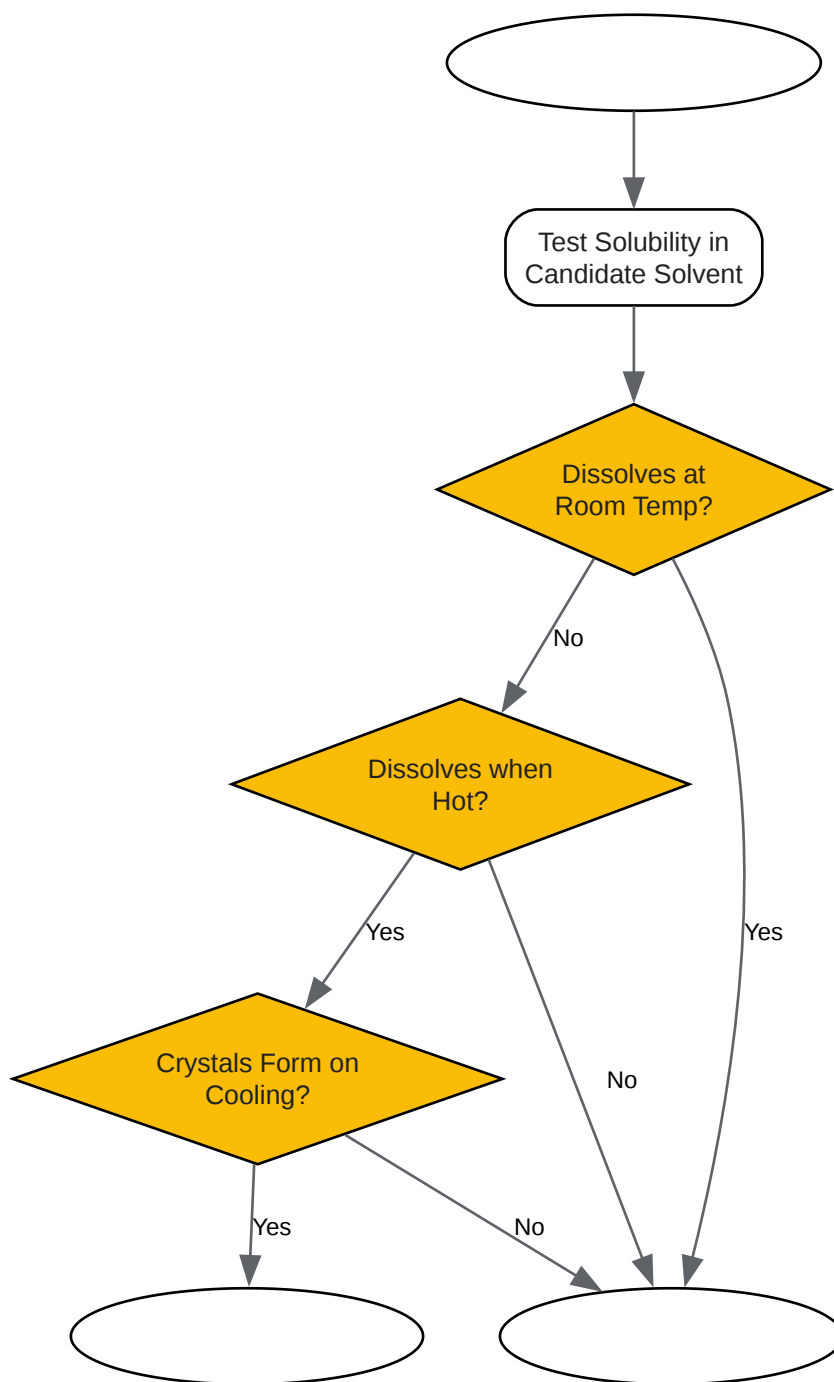 Test Solubility in
Candidate Solvent
Dissolves at
Room Temp?
No
Dissolves when
Hot?
Yes
Yes
Crystals Form on
Cooling?
No
Yes
No